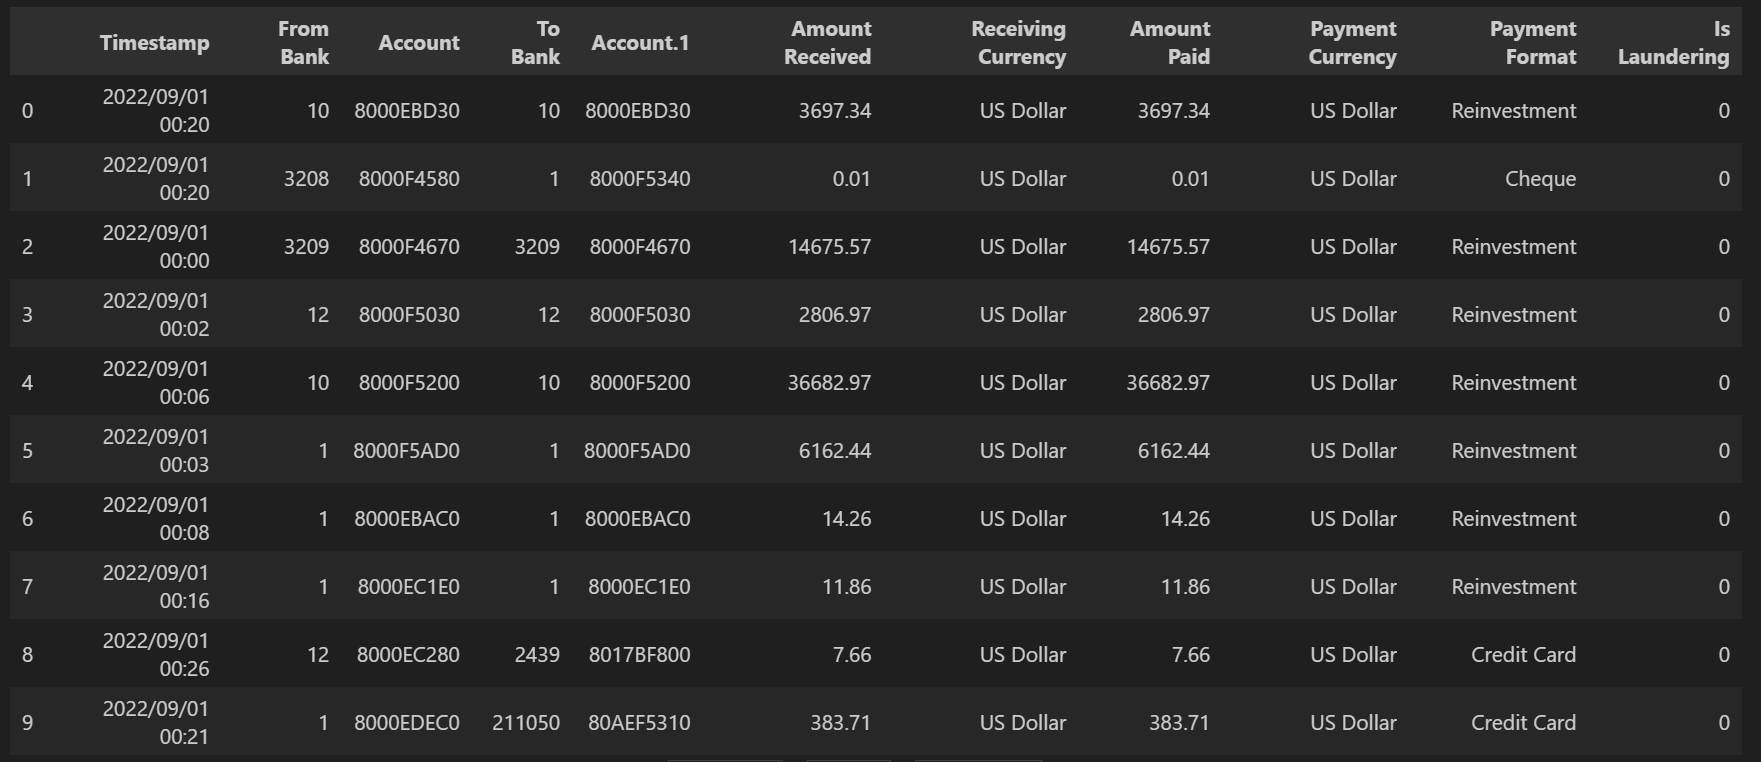 Timestamp From Bank Account To Bank Account.1 Amount Received Receiving Currency Amount Paid Payment Currency Payment Format Is Laundering
0 2022/09/01 00:20 10 8000EBD30 10 8000EBD30 3697.34 US Dollar 3697.34 US Dollar Reinvestment 0
1 2022/09/01 00:20 3208 8000F4580 1 8000F5340 0.01 US Dollar 0.01 US Dollar Cheque 0
2 2022/09/01 00:00 3209 8000F4670 3209 8000F4670 14675.57 US Dollar 14675.57 US Dollar Reinvestment 0
3 2022/09/01 00:02 12 8000F5030 12 8000F5030 2806.97 US Dollar 2806.97 US Dollar Reinvestment 0
4 2022/09/01 00:06 10 8000F5200 10 8000F5200 36682.97 US Dollar 36682.97 US Dollar Reinvestment 0
5 2022/09/01 00:03 1 8000F5AD0 1 8000F5AD0 6162.44 US Dollar 6162.44 US Dollar Reinvestment 0
6 2022/09/01 00:08 1 8000EBAC0 1 8000EBAC0 14.26 US Dollar 14.26 US Dollar Reinvestment 0
7 2022/09/01 00:16 1 8000EC1E0 1 8000EC1E0 11.86 US Dollar 11.86 US Dollar Reinvestment 0
8 2022/09/01 00:26 12 8000EC280 2439 8017BF800 7.66 US Dollar 7.66 US Dollar Credit Card 0
9 2022/09/01 00:21 1 8000EDEC0 211050 80AEF5310 383.71 US Dollar 383.71 US Dollar Credit Card 0